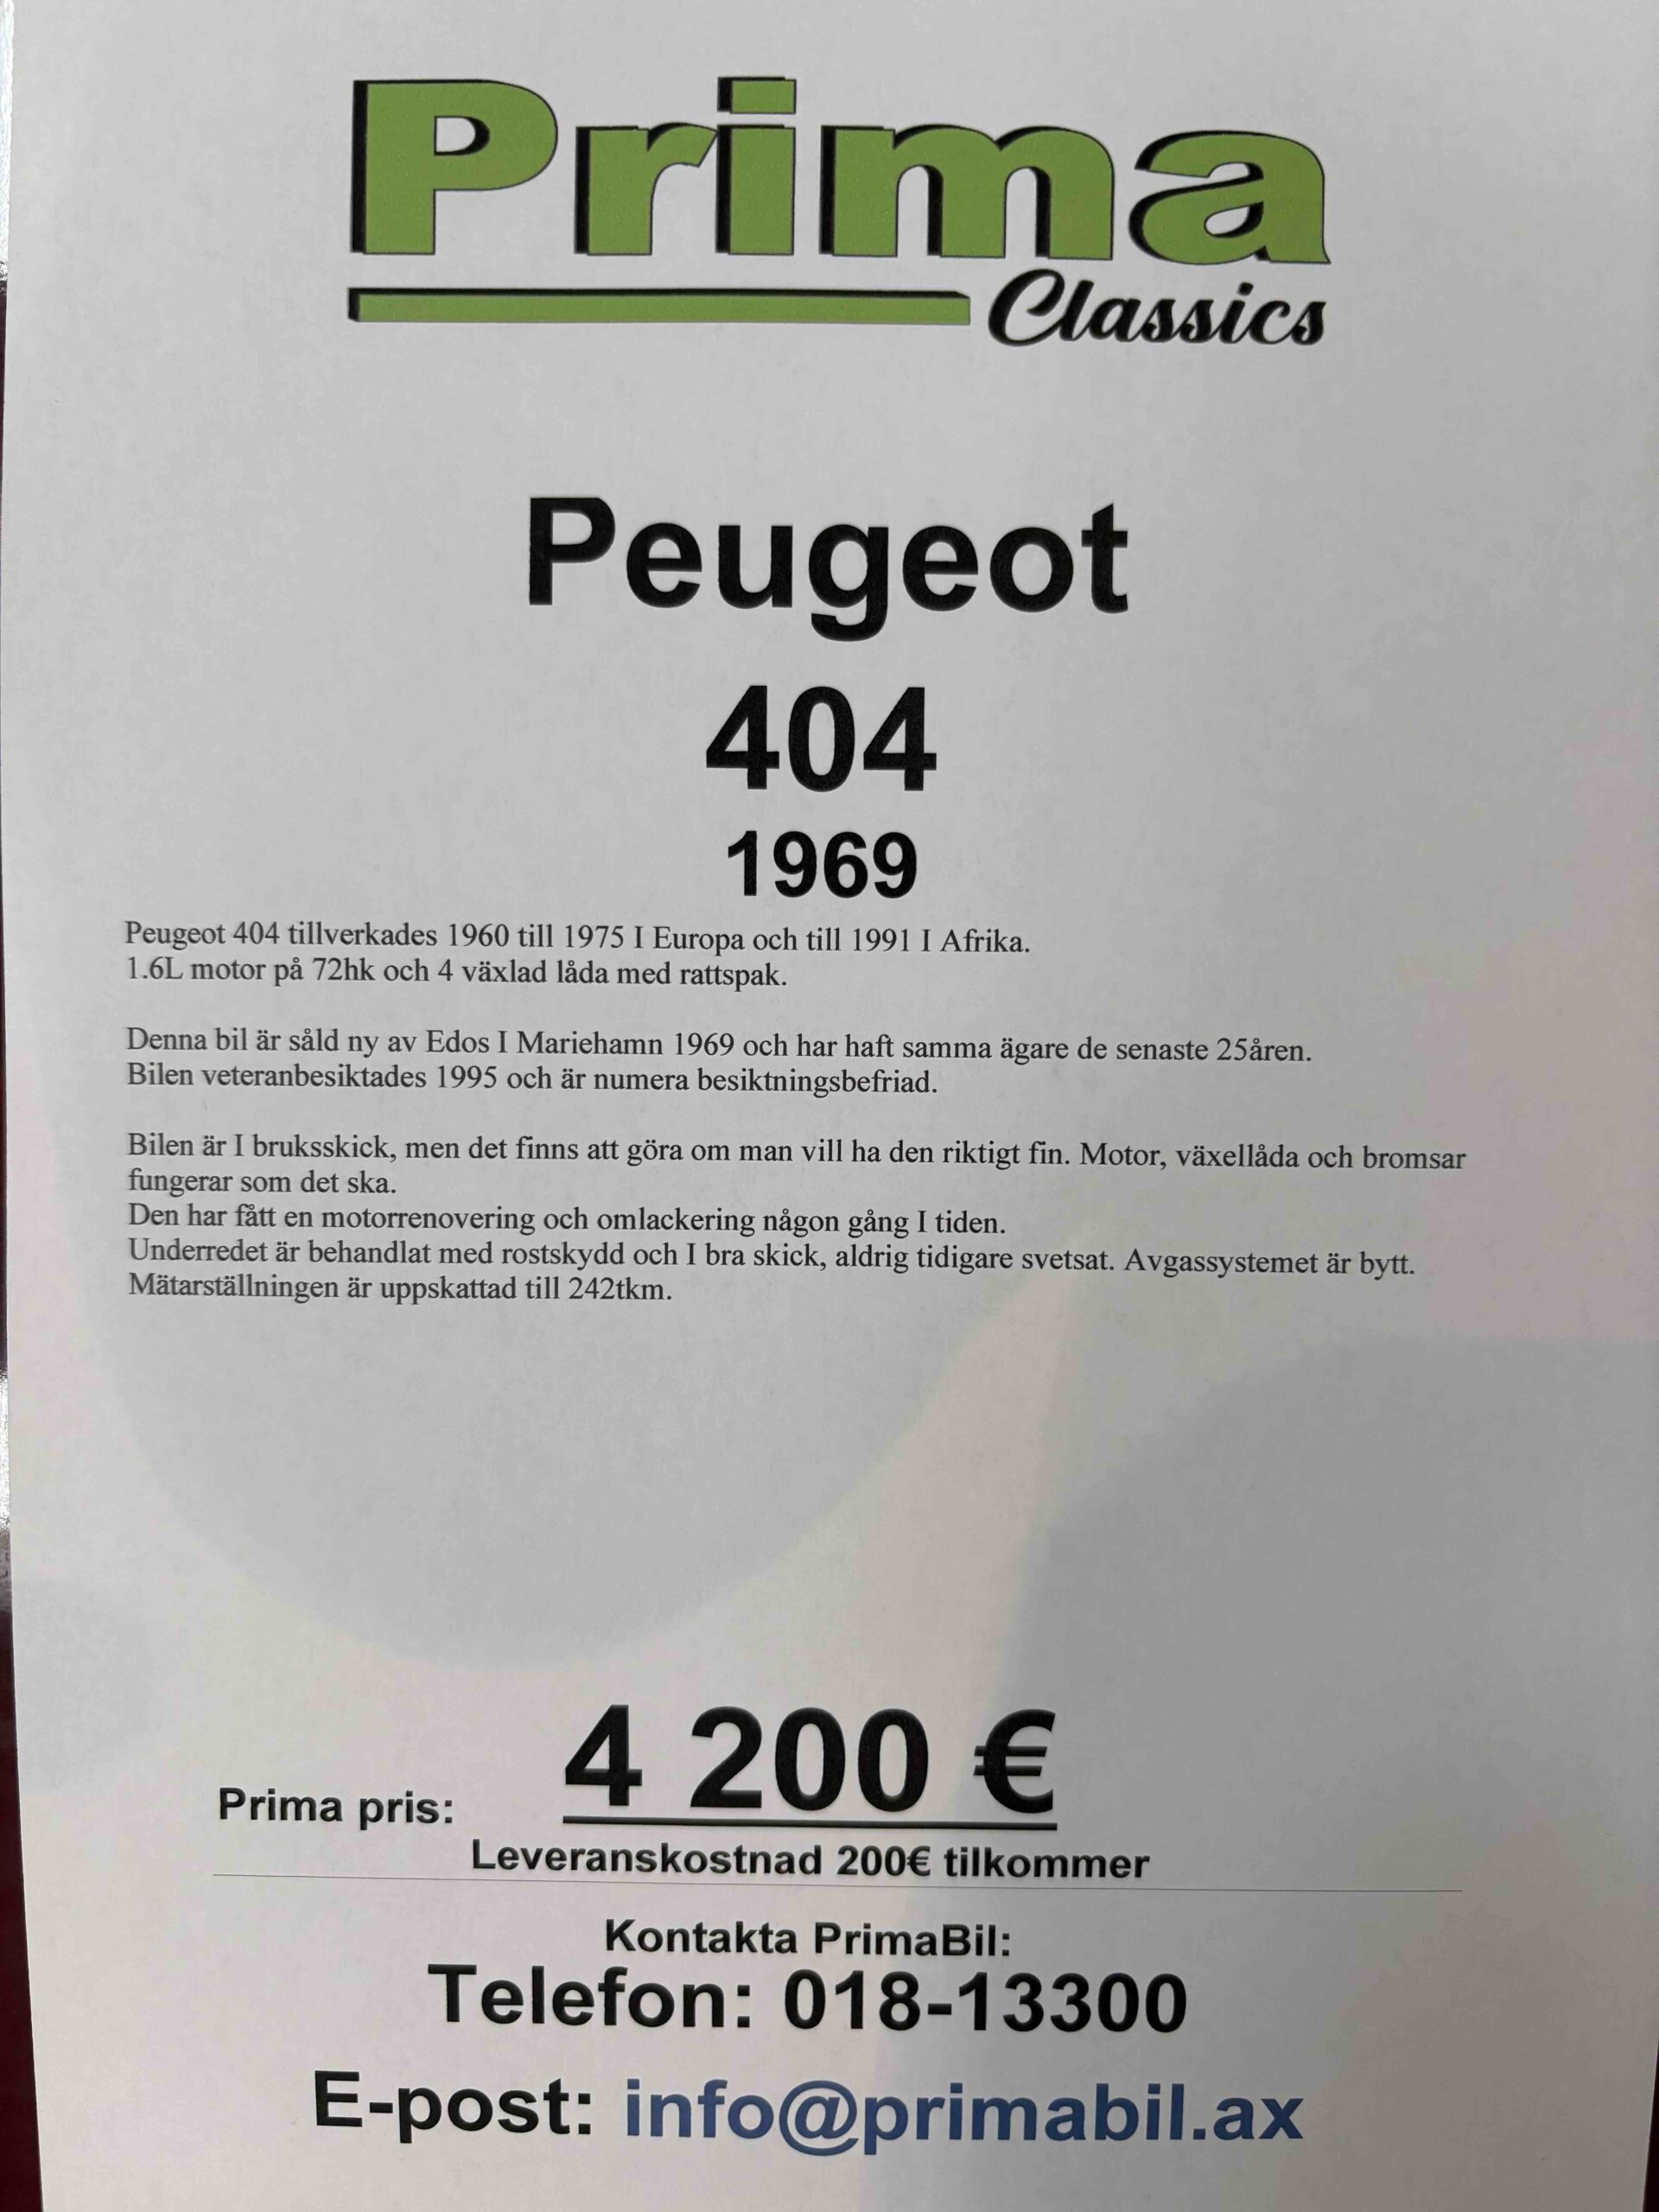 Prima
Classics
Peugeot
404
1969
Peugeot 404 tillverkades 1960 till 1975 I Europa och till 1991 I Afrika.
1.6L motor på 72hk och 4 växlad låda med rattspak.
Denna bil är såld ny av Edos I Mariehamn 1969 och har haft samma ägare de senaste 25åren.
Bilen veteranbesiktades 1995 och är numera besiktningsbefriad.
Bilen är I bruksskick, men det finns att göra om man vill ha den riktigt fin. Motor, växellåda och bromsar
fungerar som det ska.
Den har fått en motorrenovering och omlackering någon gång I tiden.
Underredet är behandlat med rostskydd och I bra skick, aldrig tidigare svetsat. Avgassystemet är bytt.
Mätarställningen är uppskattad till 242tkm.
Prima pris: 4 200 €
Leveranskostnad 200€ tilkommer
Kontakta PrimaBil:
Telefon: 018-13300
E-post: info@primabil.ax